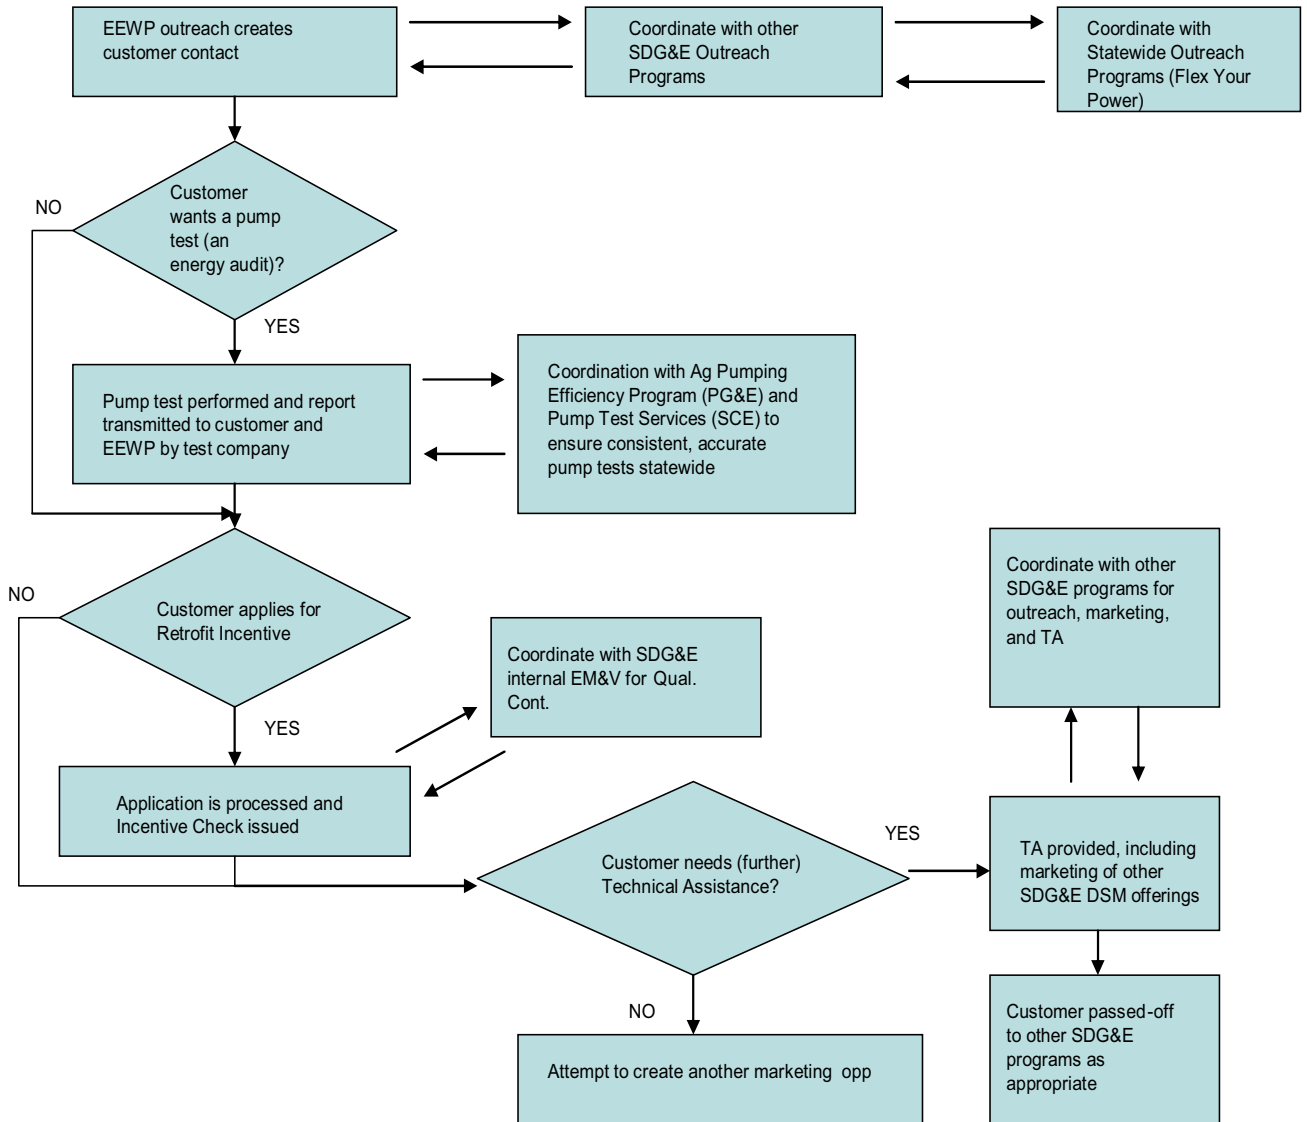 EEWP outreach creates
customer contact
Coordinate with other
SDG&E Outreach
Programs
Coordinate with
Statewide Outreach
Programs (Flex Your
Power)
Customer
wants a pump
test (an
energy audit)?
NO
YES
Pump test performed and report
transmitted to customer and
EEWP by test company
Coordination with Ag Pumping
Efficiency Program (PG&E) and
Pump Test Services (SCE) to
ensure consistent, accurate
pump tests statewide
NO
Customer applies for
Retrofit Incentive
YES
Coordinate with SDG&E
internal EM&V for Qual.
Cont.
Coordinate with other
SDG&E programs for
outreach, marketing,
and TA
Application is processed and
Incentive Check issued
Customer needs (further)
Technical Assistance?
YES
TA provided, including
marketing of other
SDG&E DSM offerings
NO
Attempt to create another marketing opp
Customer passed-off
to other SDG&E
programs as
appropriate